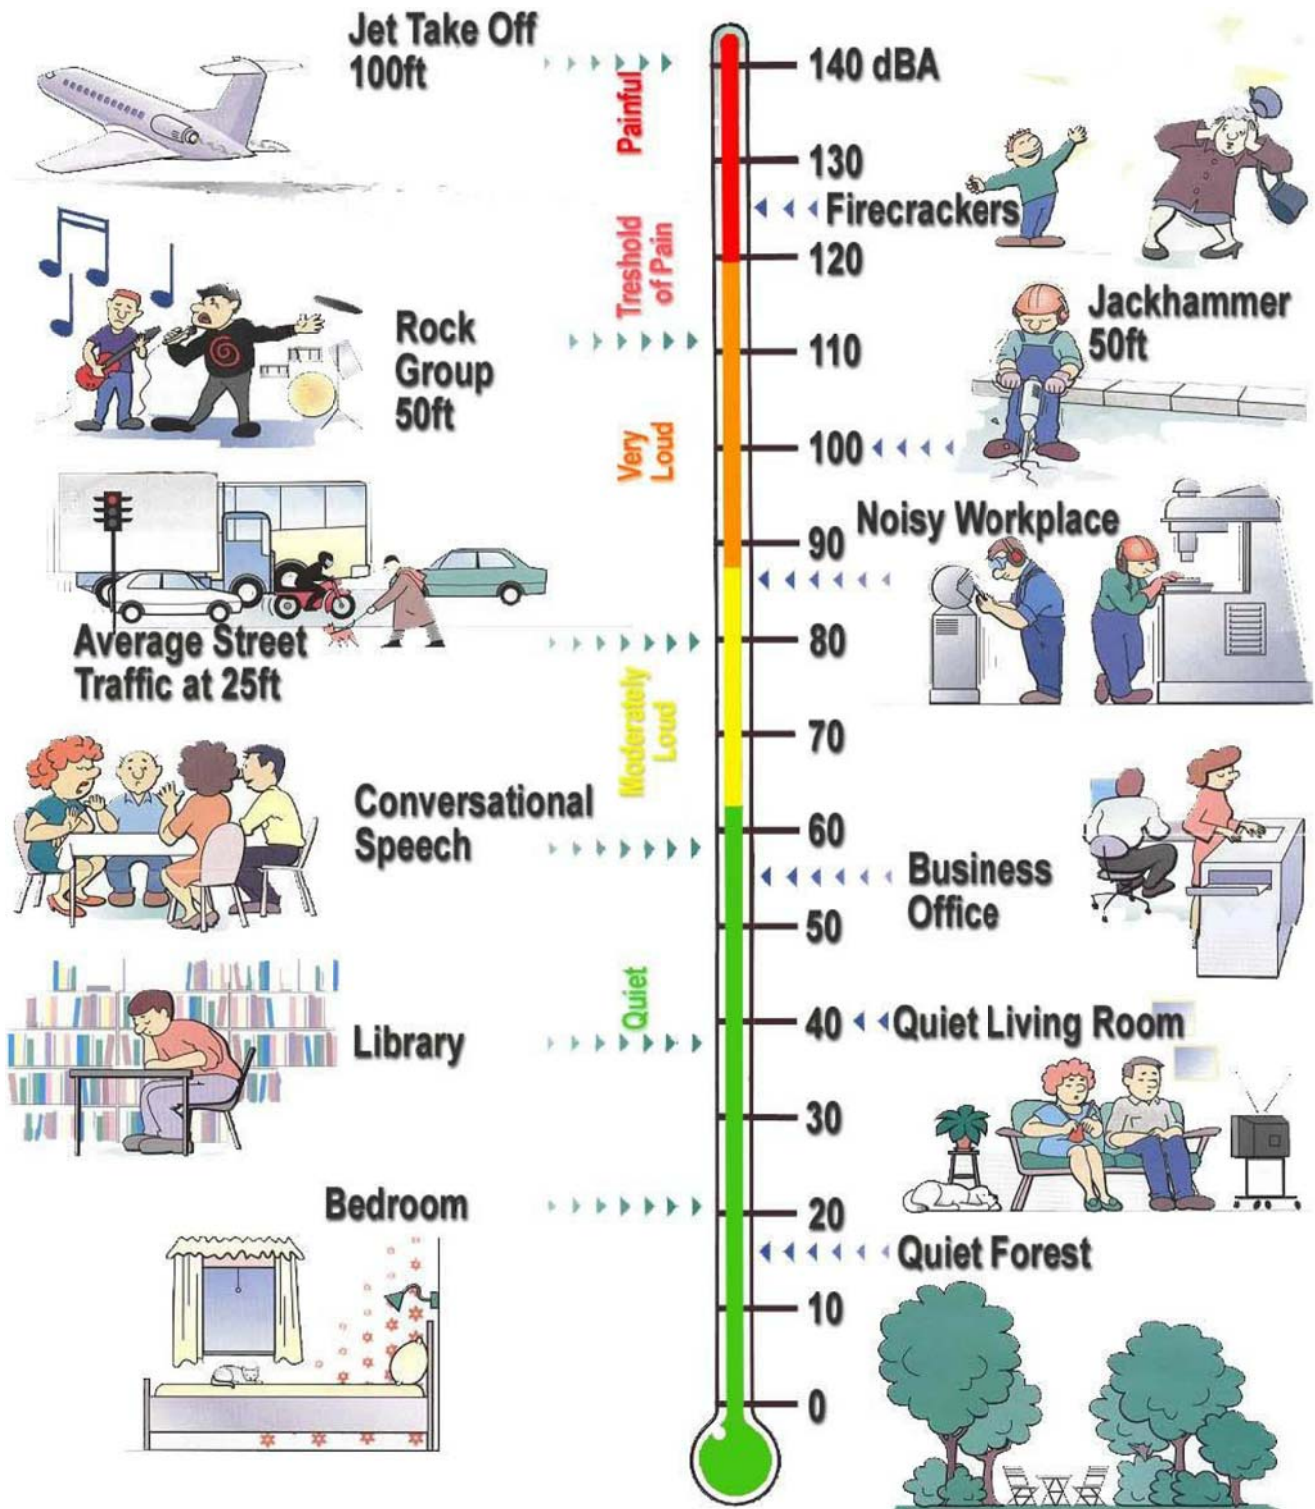 Jet Take Off
100ft
140 dBA
Painful
130
Firecrackers
120
Treshold
of Pain
Jackhammer
50ft
Rock
Group
50ft
110
Very
Loud
100
Noisy Workplace
90
Average Street
Traffic at 25ft
80
Moderately
Loud
70
Conversational
Speech
60
Business
Office
50
Quiet
Library
40
Quiet Living Room
30
Bedroom
20
Quiet Forest
10
0